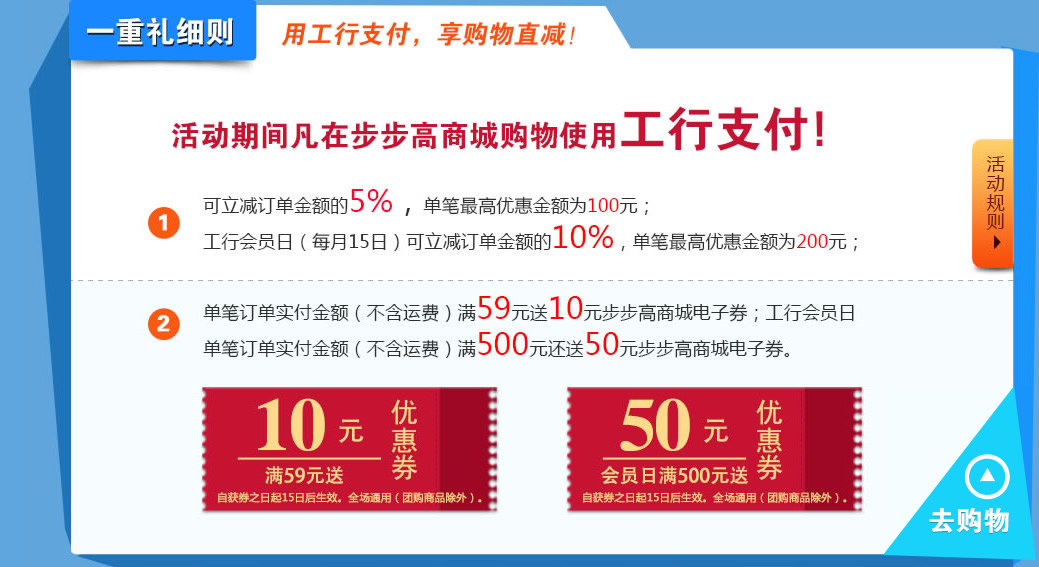 一重礼细则
用工行支付，享购物直减！
活动期间凡在步步高商城购物使用工行支付！
1 可立减订单金额的5%，单笔最高优惠金额为100元；
工行会员日（每月15日）可立减订单金额的10%，单笔最高优惠金额为200元；
活动规则
2 单笔订单实付金额（不含运费）满59元送10元步步高商城电子券；工行会员日
单笔订单实付金额（不含运费）满500元还送50元步步高商城电子券。
10元优惠券
满59元送
自获券之日起15日后生效。全场通用（团购商品除外）。
50元优惠券
会员日满500元送
自获券之日起15日后生效。全场通用（团购商品除外）。
去购物